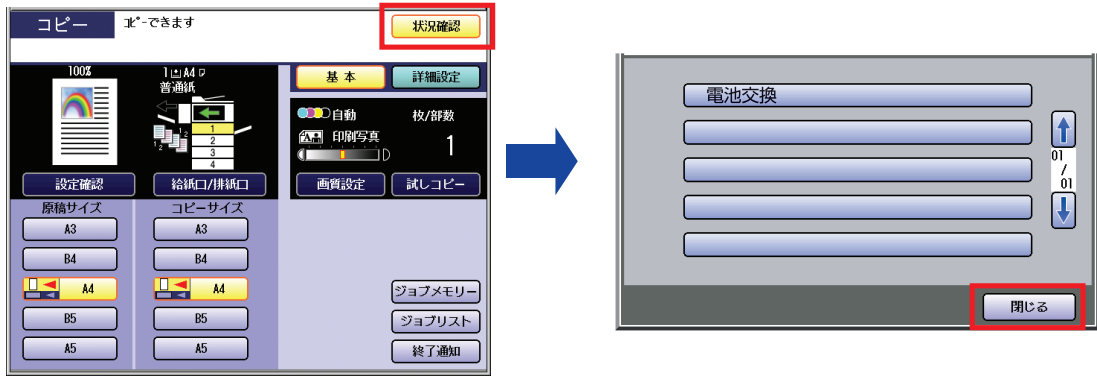 コピー
ｺﾋﾟｰできます
状況確認
100%
1 A4
普通紙
1 2
1 2
1
2
3
4
設定確認
給紙口/排紙口
基本
詳細設定
自動
枚/部数
印刷写真
1
画質設定
試しコピー
原稿サイズ
コピーサイズ
A3
A3
B4
B4
A4
A4
B5
B5
A5
A5
ジョブメモリー
ジョブリスト
終了通知
電池交換
01
/
01
閉じる